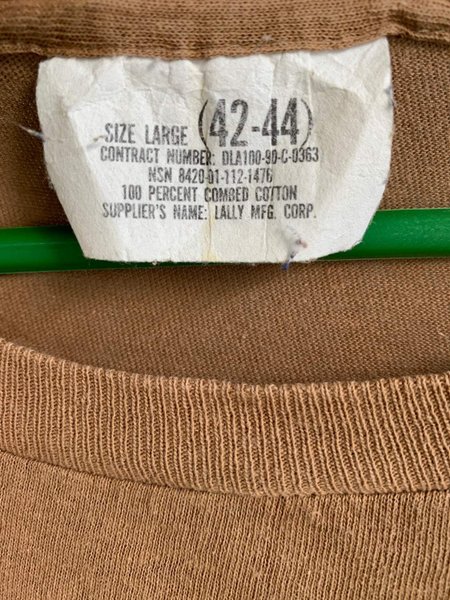 SIZE LARGE (42-44)
CONTRACT NUMBER: DLA100-90-C-0363
NSN 8420-01-112-1476
100 PERCENT COMBED COTTON
SUPPLIER'S NAME: LALLY MFG. CORP.